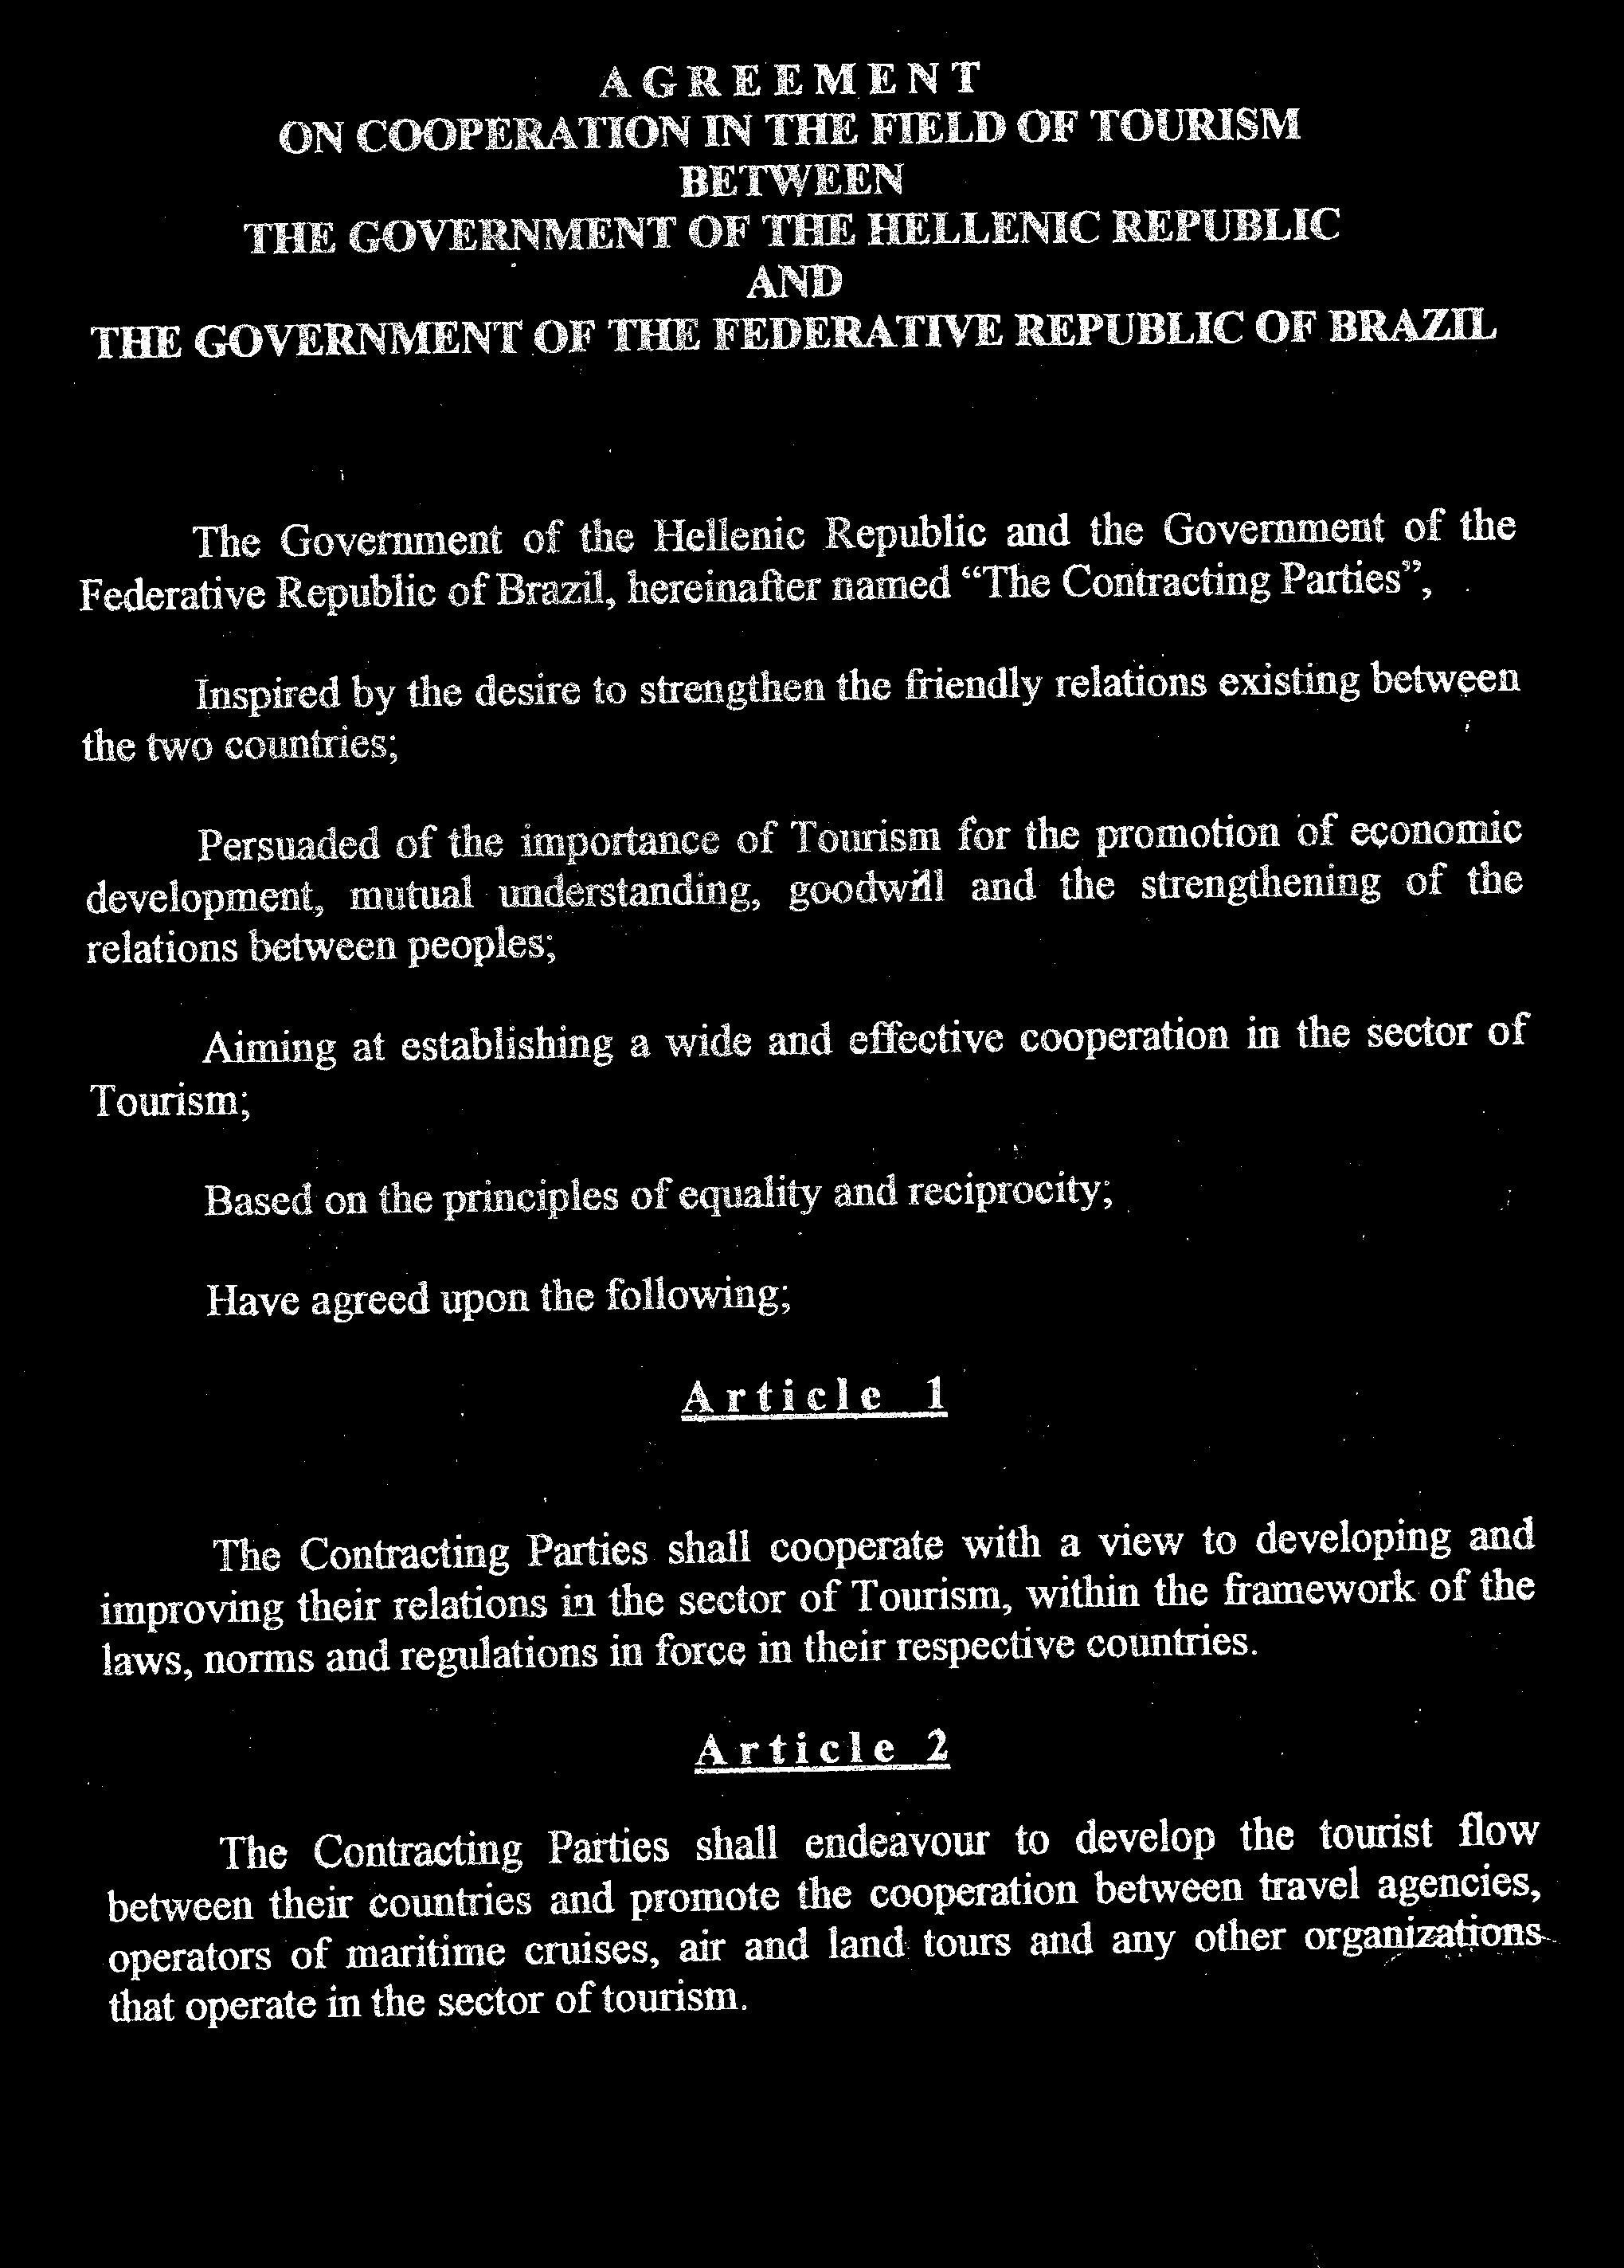 AGREEMENT
ON COOPERATION IN THE FIELD OF TOURISM
BETWEEN
THE GOVERNMENT OF THE HELLENIC REPUBLIC
AND
THE GOVERNMENT OF THE FEDERATIVE REPUBLIC OF BRAZIL
The Government of the Hellenic Republic and the Government of the
Federative Republic of Brazil, hereinafter named “The Contracting Parties”,
Inspired by the desire to strengthen the friendly relations existing between
the two countries;
Persuaded of the importance of Tourism for the promotion of economic
development, mutual understanding, goodwill and the strengthening of the
relations between peoples;
Aiming at establishing a wide and effective cooperation in the sector of
Tourism;
Based on the principles of equality and reciprocity;
Have agreed upon the following;
Article 1
The Contracting Parties shall cooperate with a view to developing and
improving their relations in the sector of Tourism, within the framework of the
laws, norms and regulations in force in their respective countries.
Article 2
The Contracting Parties shall endeavour to develop the tourist flow
between their countries and promote the cooperation between travel agencies,
operators of maritime cruises, air and land tours and any other organizations
that operate in the sector of tourism.